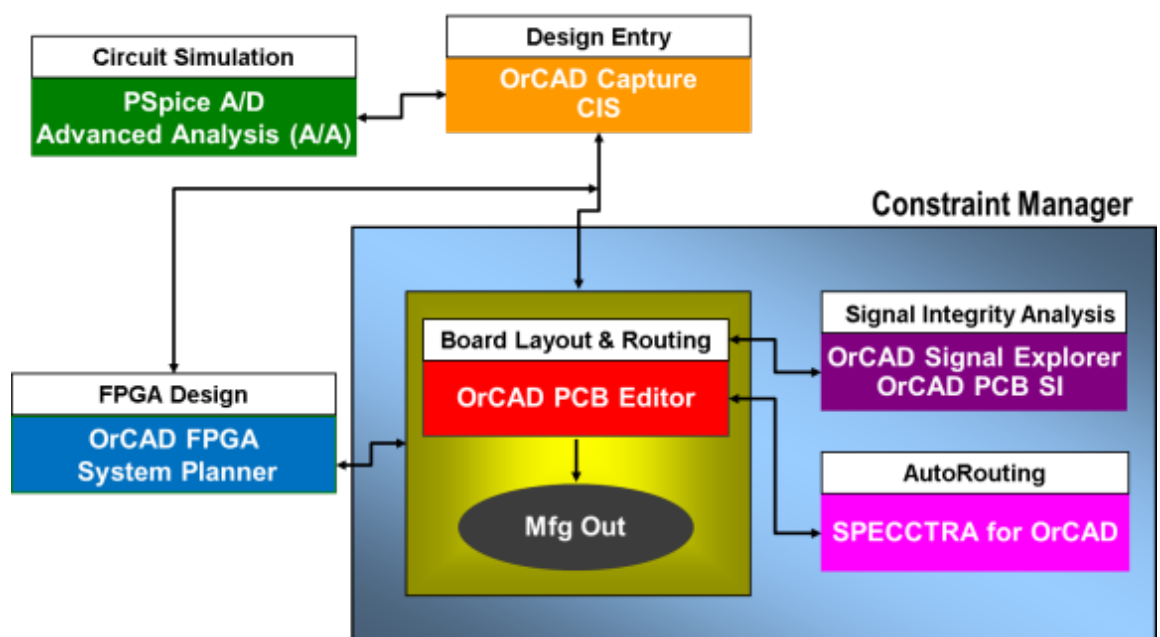 Circuit Simulation
PSpice A/D
Advanced Analysis (A/A)
Design Entry
OrCAD Capture
CIS
Constraint Manager
Board Layout & Routing
OrCAD PCB Editor
Mfg Out
Signal Integrity Analysis
OrCAD Signal Explorer
OrCAD PCB SI
FPGA Design
OrCAD FPGA
System Planner
AutoRouting
SPECCTRA for OrCAD